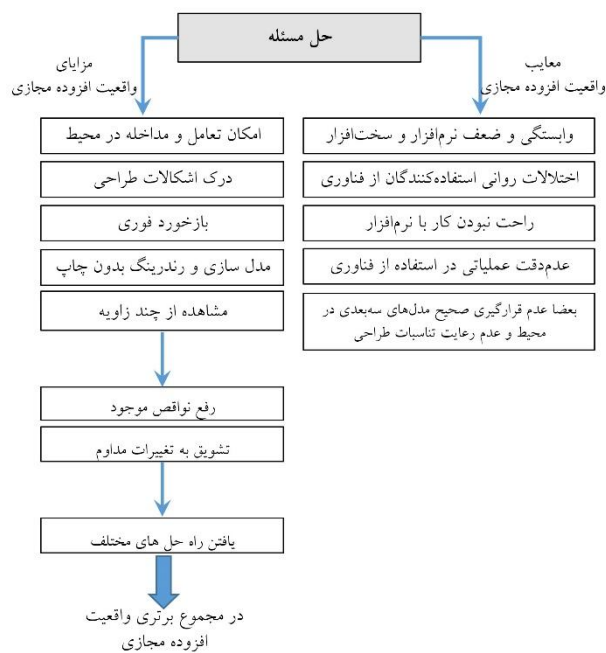 حل مسئله
مزایای
واقعیت افزوده مجازی
معایب
واقعیت افزوده مجازی
امکان تعامل و مداخله در محیط
درک اشکالات طراحی
بازخورد فوری
مدل سازی و رندرینگ بدون چاپ
مشاهده از چند زاویه
رفع نواقص موجود
تشویق به تغییرات مداوم
یافتن راه حل های مختلف
در مجموع برتری واقعیت
افزوده مجازی
وابستگی و ضعف نرم‌افزار و سخت‌افزار
اختلالات روانی استفاده‌کنندگان از فناوری
راحت نبودن کار با نرم‌افزار
عدم‌دقت عملیاتی در استفاده از فناوری
بعضا عدم قرارگیری صحیح مدل‌های سه‌بعدی در
محیط و عدم رعایت تناسبات طراحی